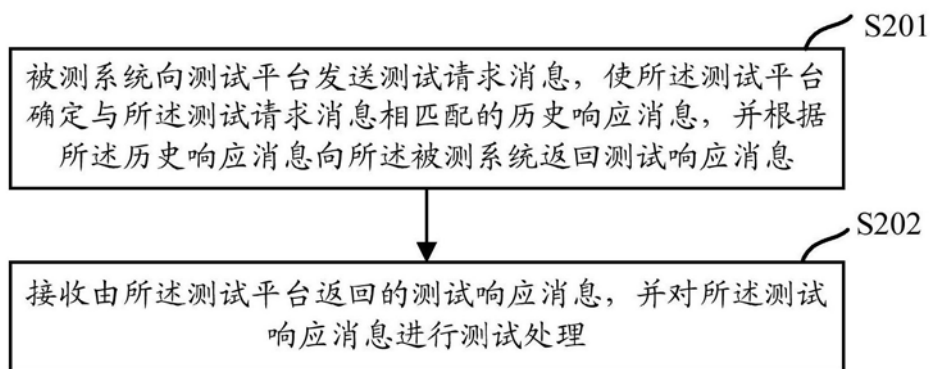 S201
被测系统向测试平台发送测试请求消息，使所述测试平台
确定与所述测试请求消息相匹配的历史响应消息，并根据
所述历史响应消息向所述被测系统返回测试响应消息
S202
接收由所述测试平台返回的测试响应消息，并对所述测试
响应消息进行测试处理